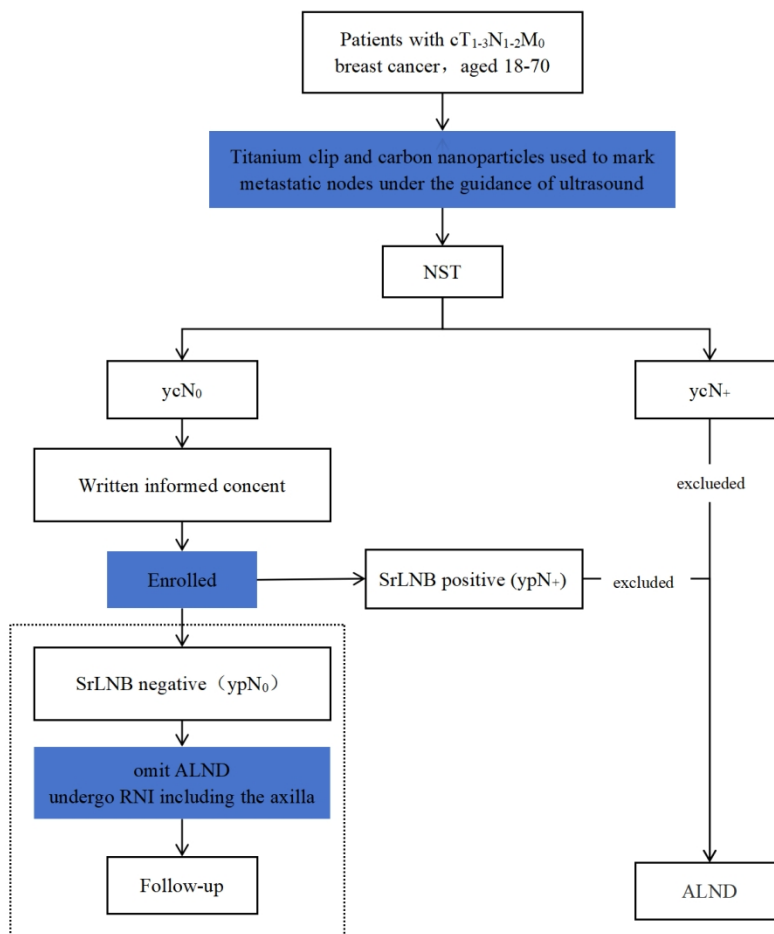 Patients with cT₁₋₃N₁₋₂M₀
breast cancer，aged 18-70
Titanium clip and carbon nanoparticles used to mark
metastatic nodes under the guidance of ultrasound
NST
ycN₀
ycN₊
Written informed concent
exclueded
Enrolled
SrLNB positive (ypN₊)
excluded
SrLNB negative（ypN₀）
omit ALND
undergo RNI including the axilla
Follow-up
ALND